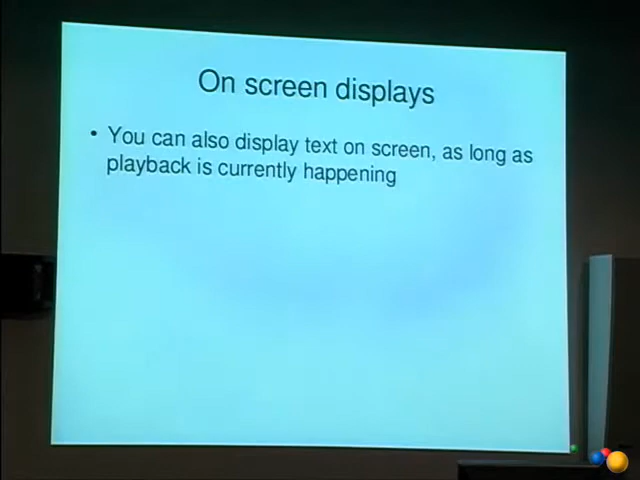 On screen displays
• You can also display text on screen, as long as
playback is currently happening